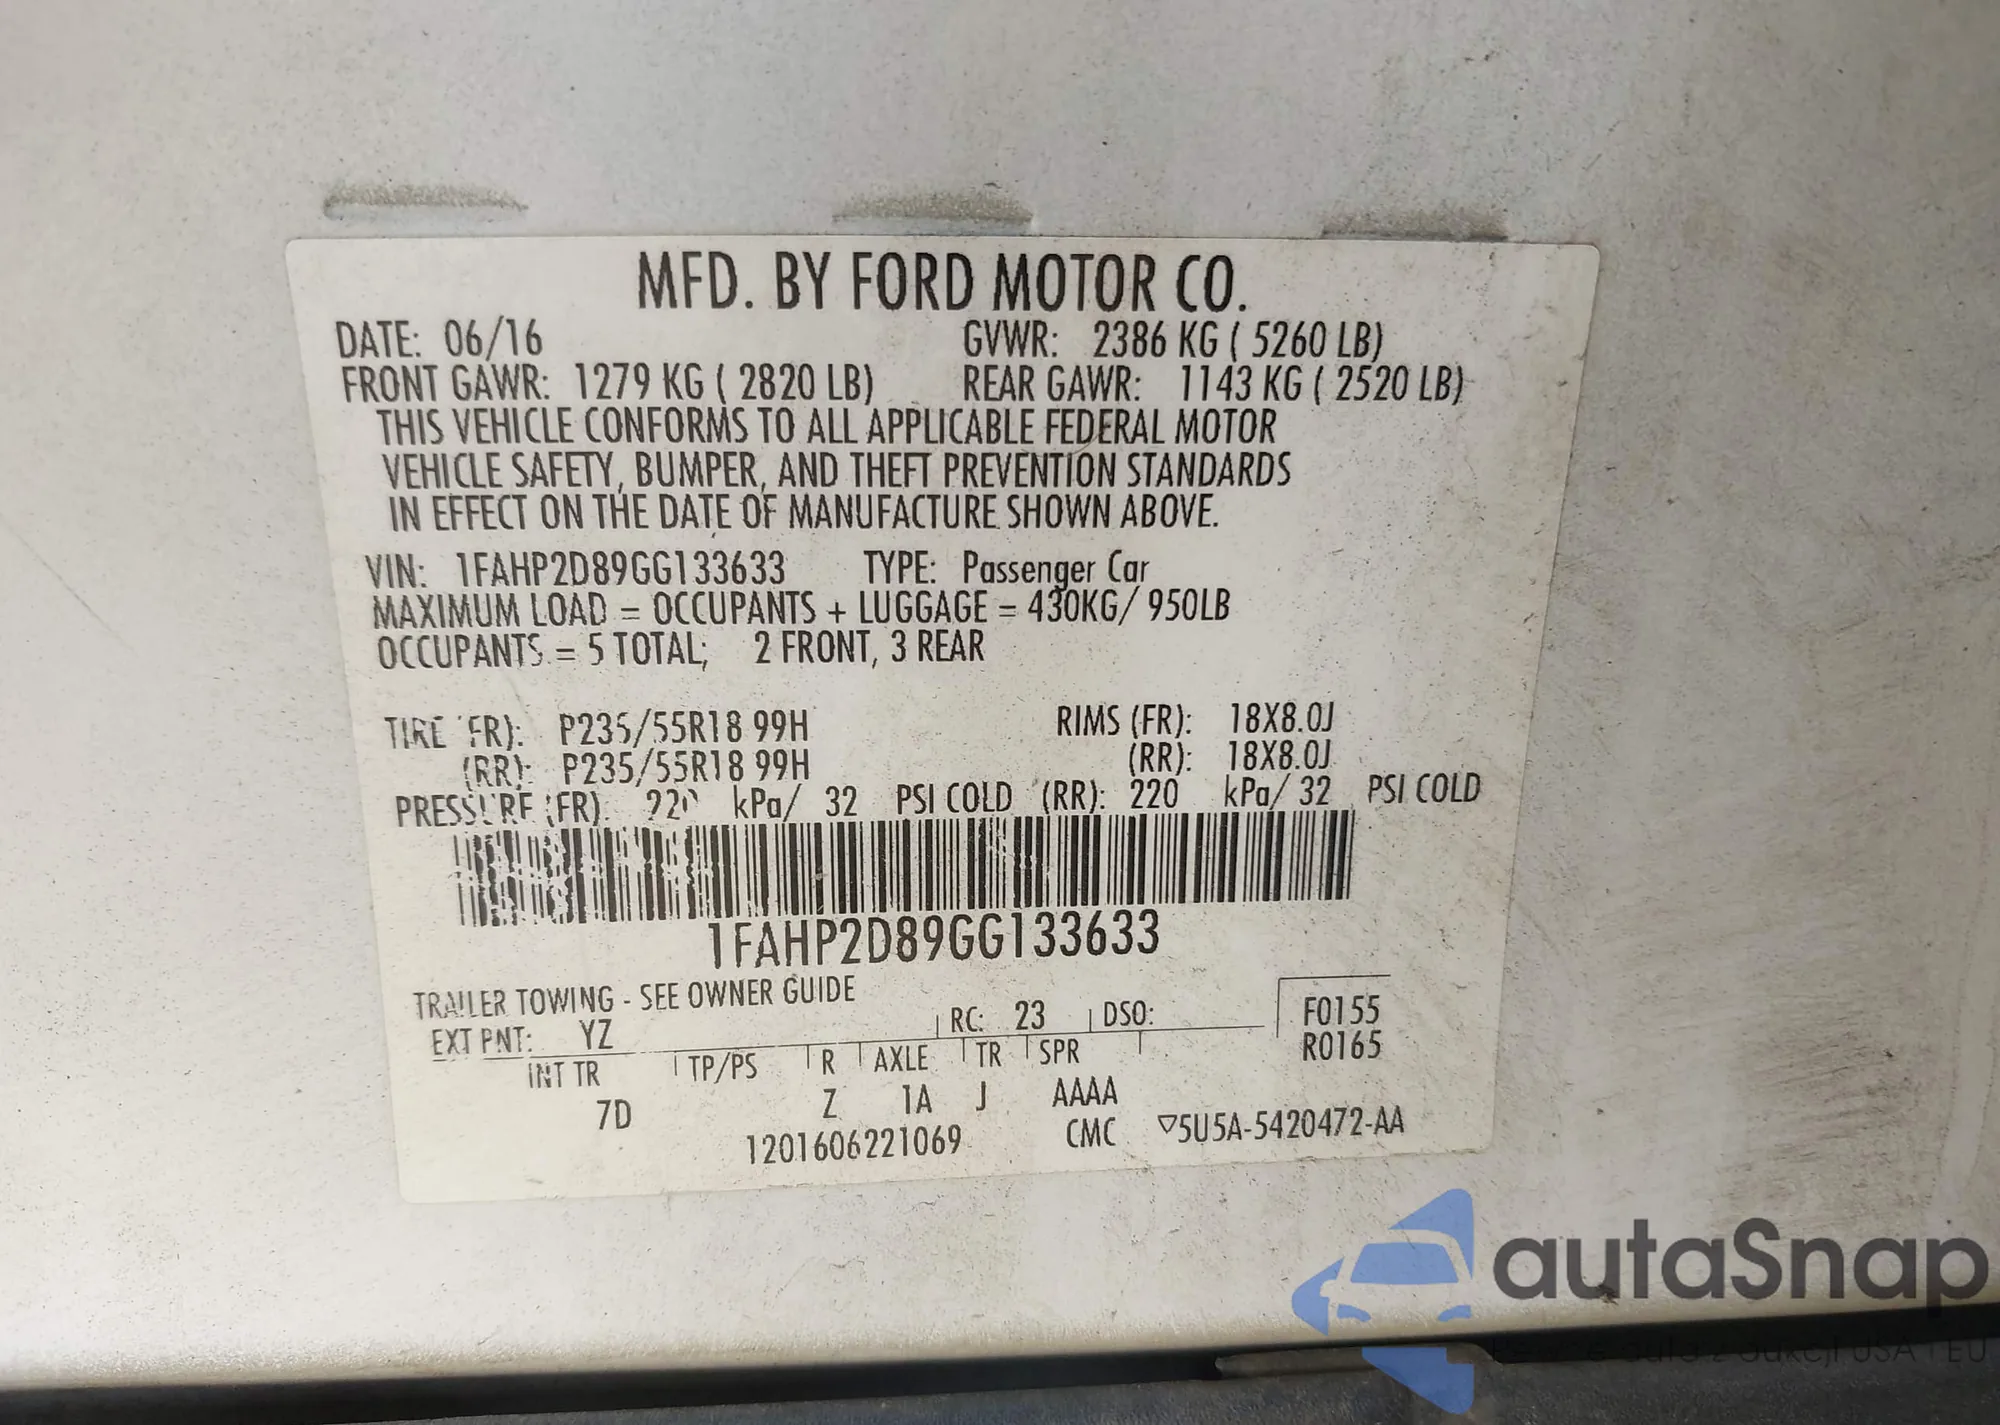 MFD. BY FORD MOTOR CO.
DATE: 06/16 GVWR: 2386 KG ( 5260 LB)
FRONT GAWR: 1279 KG ( 2820 LB) REAR GAWR: 1143 KG ( 2520 LB)
THIS VEHICLE CONFORMS TO ALL APPLICABLE FEDERAL MOTOR
VEHICLE SAFETY, BUMPER, AND THEFT PREVENTION STANDARDS
IN EFFECT ON THE DATE OF MANUFACTURE SHOWN ABOVE.
VIN: 1FAHP2D89GG133633 TYPE: Passenger Car
MAXIMUM LOAD = OCCUPANTS + LUGGAGE = 430KG/ 950LB
OCCUPANTS = 5 TOTAL; 2 FRONT, 3 REAR
TIRE (FR): P235/55R18 99H RIMS (FR): 18X8.0J
(RR): P235/55R18 99H (RR): 18X8.0J
PRESSURE (FR): 220 kPa/ 32 PSI COLD (RR): 220 kPa/ 32 PSI COLD
1FAHP2D89GG133633
TRAILER TOWING - SEE OWNER GUIDE
EXT PNT: YZ RC: 23 DSO: F0155
R0165
INT TR TP/PS R AXLE TR SPR
7D Z 1A J AAAA
1201606221069 CMC ▽5U5A-5420472-AA
autaSnap
auta z aukcji USA i EU